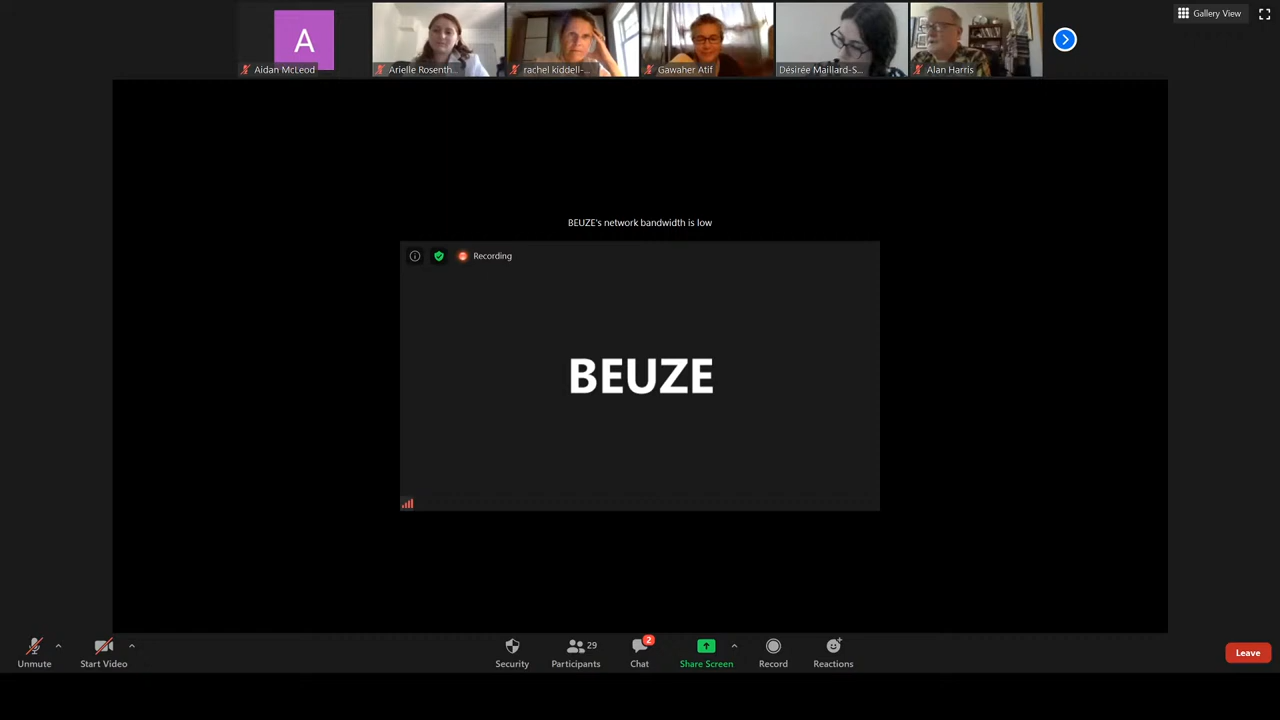 A
Aidan McLeod
Arielle Rosenth...
rachel kiddell-...
Gawaher Atif
Désirée Maillard-S...
Alan Harris
Gallery View
BEUZE's network bandwidth is low
Recording
BEUZE
Unmute
Start Video
Security
29
Participants
2
Chat
Share Screen
Record
Reactions
Leave